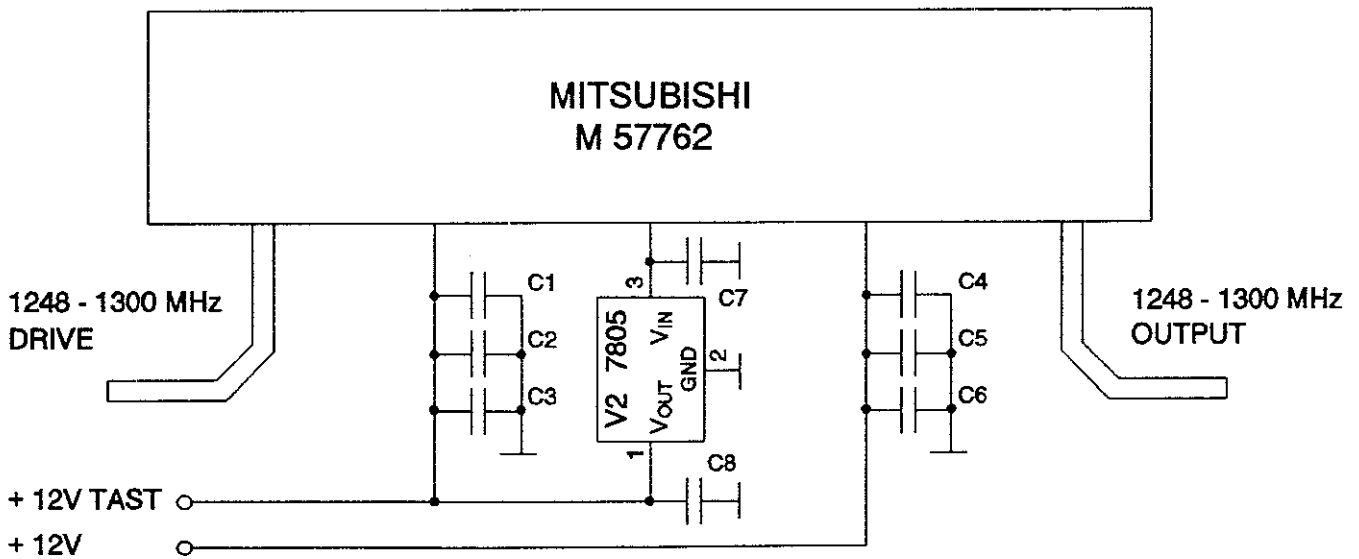 MITSUBISHI
M 57762
1248 - 1300 MHz
DRIVE
C1
C2
C3
3
C7
V2 7805
VIN
VOUT
GND
2
1
C8
C4
C5
C6
1248 - 1300 MHz
OUTPUT
+ 12V TAST
+ 12V